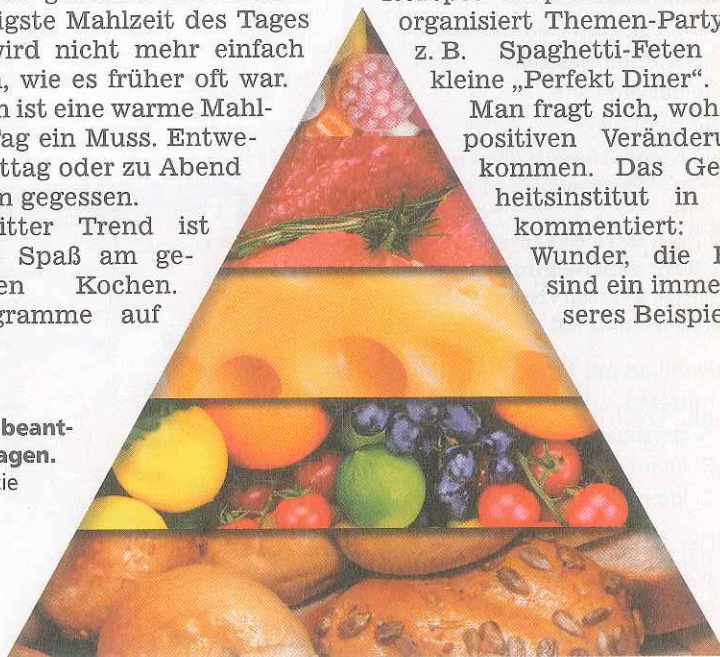 igste Mahlzeit des Tages
wird nicht mehr einfach
, wie es früher oft war.
n ist eine warme Mahl-
Tag ein Muss. Entwe-
ttag oder zu Abend
n gegessen.
itter Trend ist
Spaß am ge-
en Kochen.
gramme auf
beant-
agen.
ie
organisiert Themen-Party
z. B. Spaghetti-Feten
kleine „Perfekt Diner“.
Man fragt sich, woh
positiven Veränderu
kommen. Das Ge
heitsinstitut in
kommentiert:
Wunder, die
sind ein imme
seres Beispie